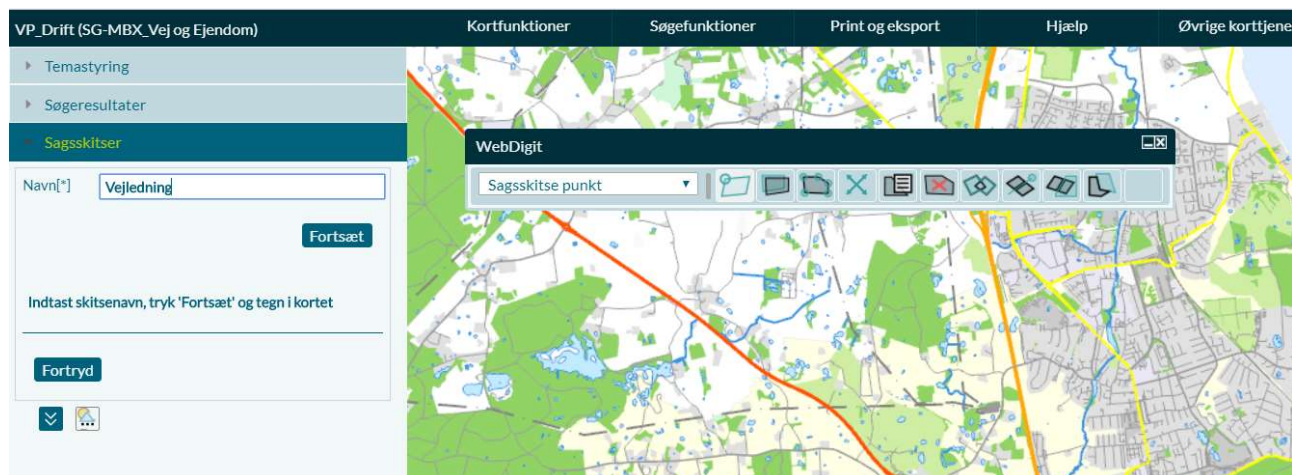 VP_Drift (SG-MBX_Vej og Ejendom)
Kortfunktioner
Søgefunktioner
Print og eksport
Hjælp
Øvrige korttjene
Temastyring
Søgeresultater
Sagsskitser
Navn[*]
Vejledning
Fortsæt
Indtast skitsenavn, tryk 'Fortsæt' og tegn i kortet
Fortryd
WebDigit
Sagsskitse punkt